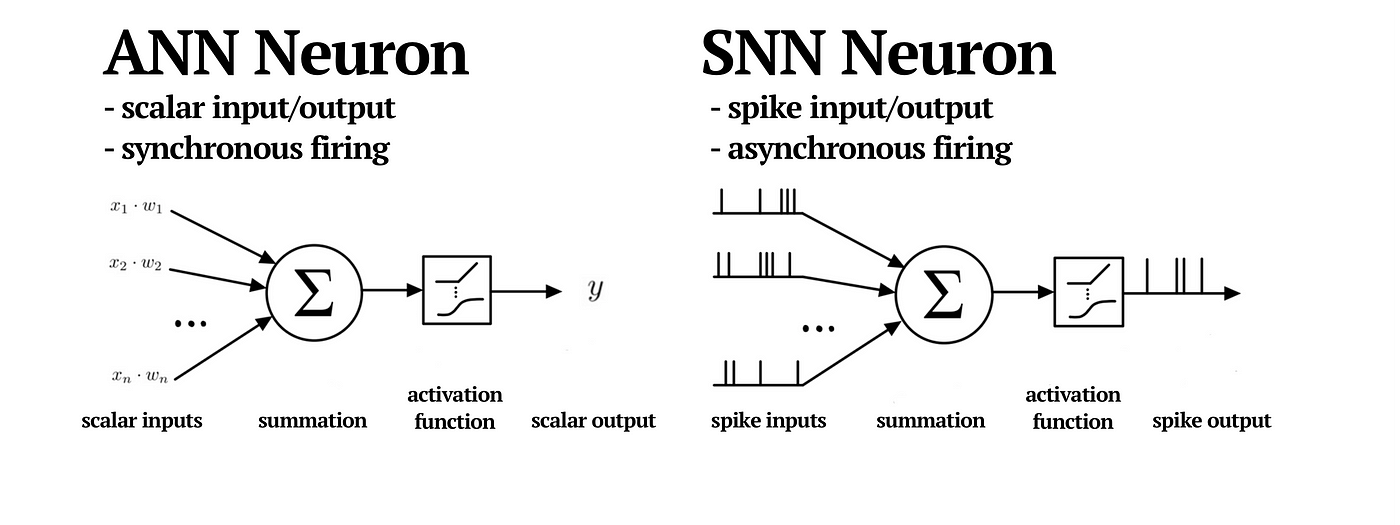 ANN Neuron
- scalar input/output
- synchronous firing
x₁ · w₁
x₂ · w₂
...
xₙ · wₙ
Σ
y
scalar inputs
summation
activation
function
scalar output
SNN Neuron
- spike input/output
- asynchronous firing
...
Σ
spike inputs
summation
activation
function
spike output